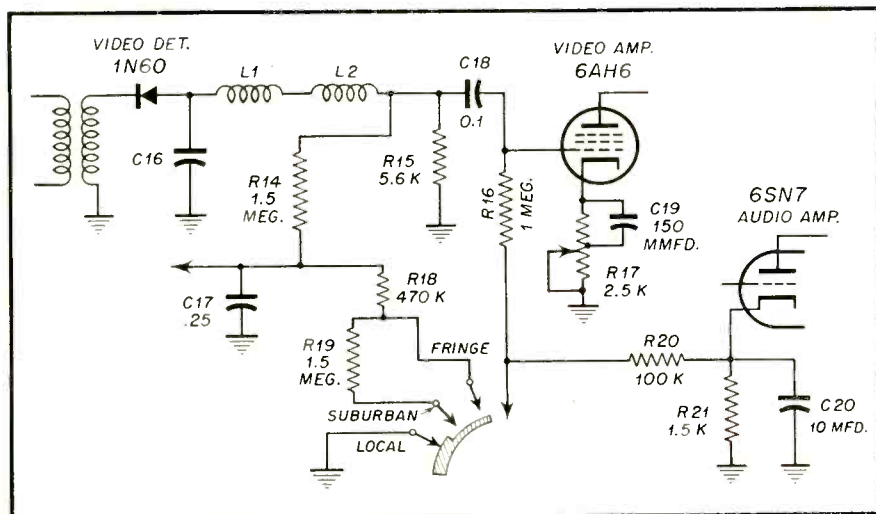 VIDEO DET.
1N60
L1
L2
C18
0.1
VIDEO AMP.
6AH6
C16
R14
1.5
MEG.
R15
5.6 K
R16
1 MEG.
C19
150
MMFD.
R17
2.5 K
6SN7
AUDIO AMP.
C17
.25
R18
470 K
R19
1.5
MEG.
FRINGE
SUBURBAN
LOCAL
R20
100 K
R21
1.5 K
C20
10 MFD.